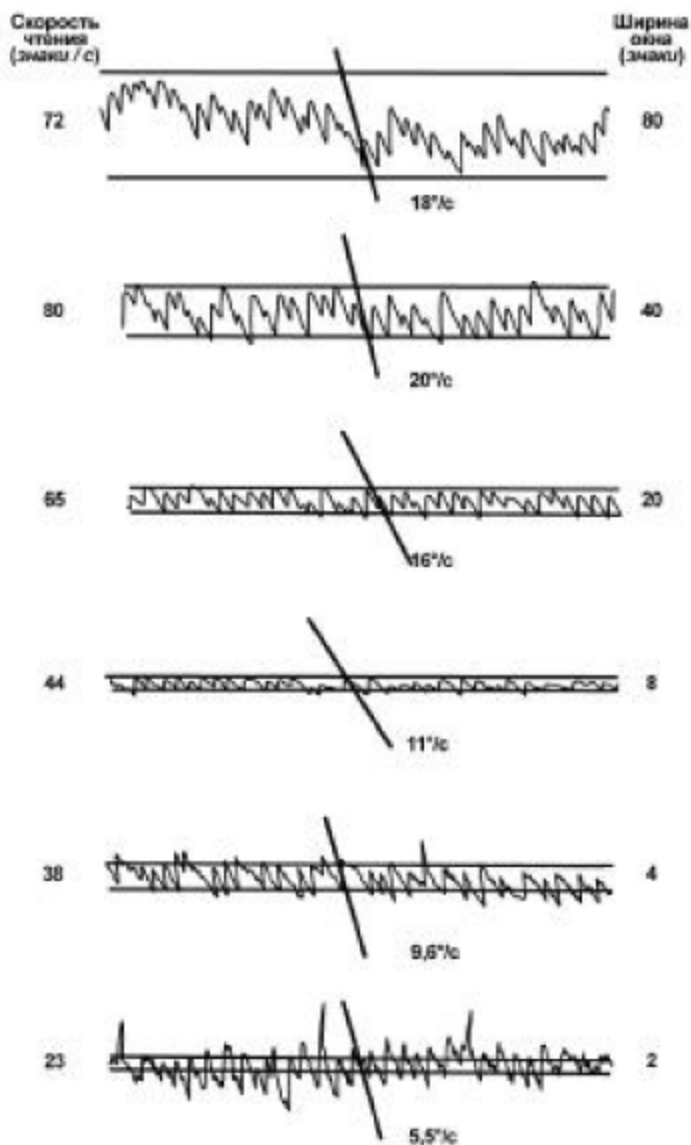 Скорость
чтения
(знаки / с)
Ширина
окна
(знаки)
72
80
18°/с
80
40
20°/с
65
20
16°/с
44
8
11°/с
38
4
9,6°/с
23
2
5,5°/с